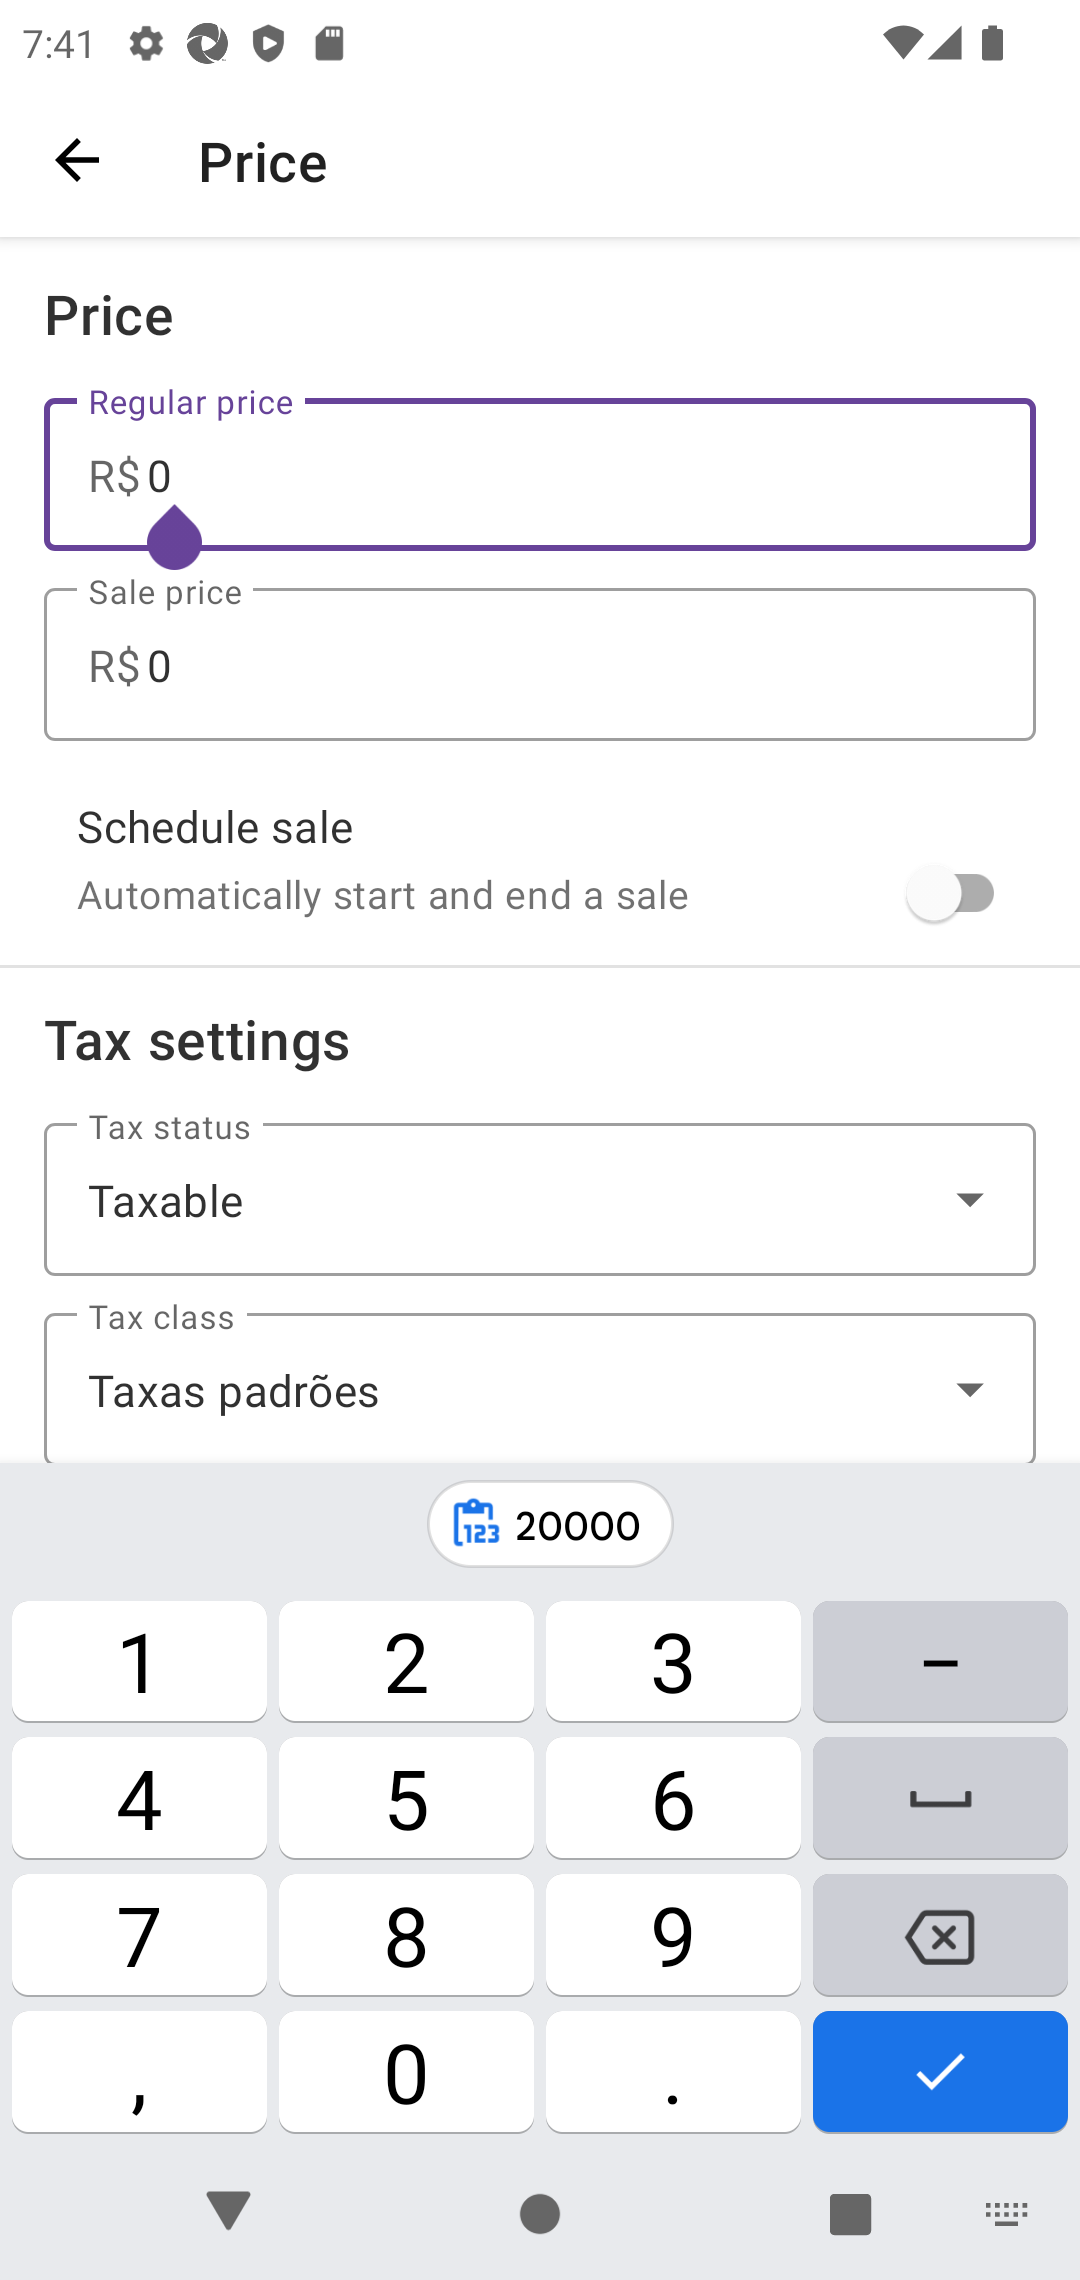 7:41
Price
Price
Regular price
R$ 0
Sale price
R$ 0
Schedule sale
Automatically start and end a sale
Tax settings
Tax status
Taxable
Tax class
Taxas padrões
123 20000
1 2 3 –
4 5 6
7 8 9
, 0 .